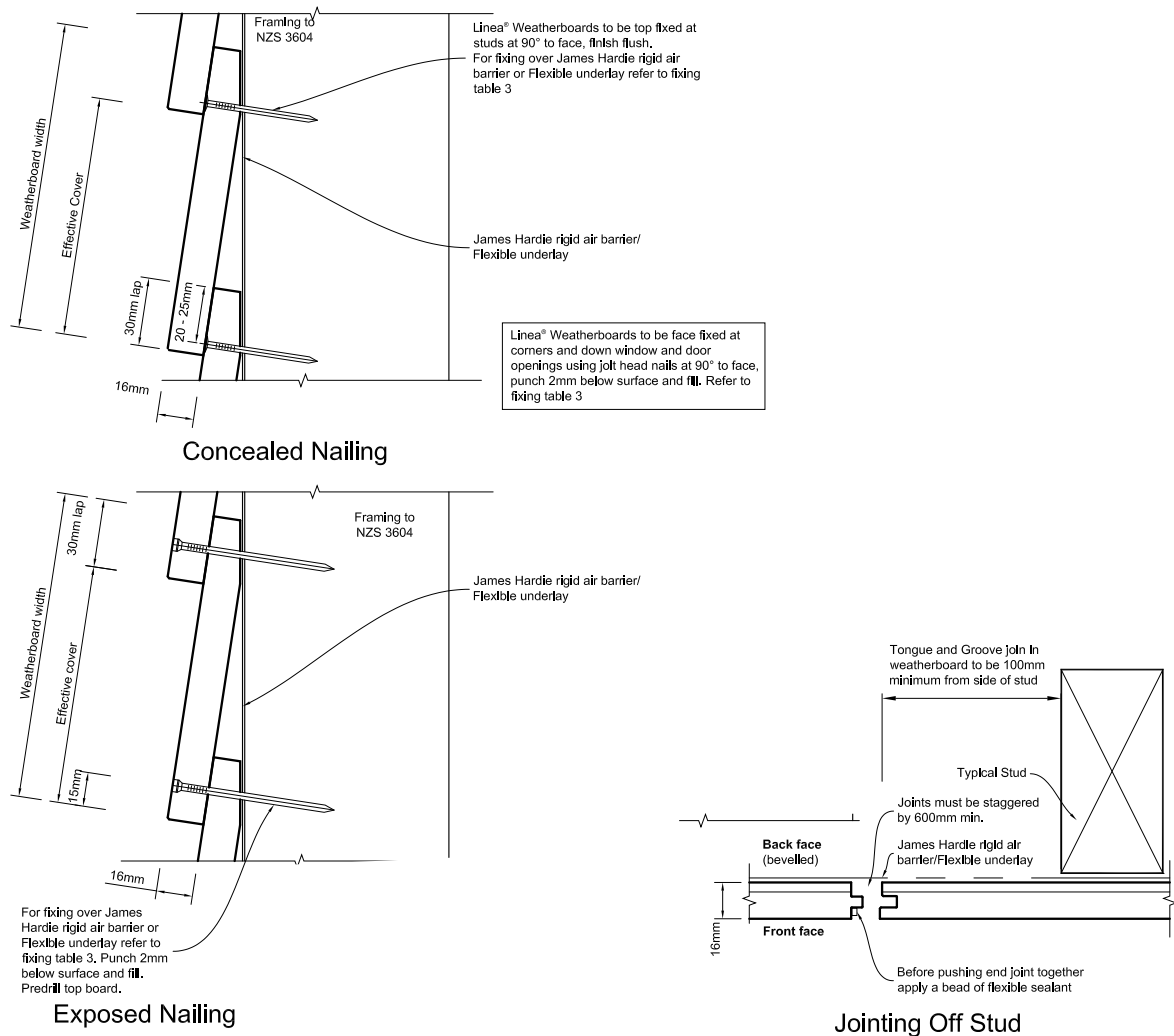 Framing to
NZS 3604
Linea® Weatherboards to be top fixed at
studs at 90° to face, finish flush.
For fixing over James Hardie rigid air
barrier or Flexible underlay refer to fixing
table 3
Weatherboard width
Effective Cover
30mm lap
20 - 25mm
16mm
James Hardie rigid air barrier/
Flexible underlay
Linea® Weatherboards to be face fixed at
corners and down window and door
openings using jolt head nails at 90° to face,
punch 2mm below surface and fill. Refer to
fixing table 3
Concealed Nailing
Framing to
NZS 3604
Weatherboard width
30mm lap
Effective cover
15mm
16mm
James Hardie rigid air barrier/
Flexible underlay
For fixing over James
Hardie rigid air barrier or
Flexible underlay refer to
fixing table 3. Punch 2mm
below surface and fill.
Predrill top board.
Exposed Nailing
Tongue and Groove join in
weatherboard to be 100mm
minimum from side of stud
Typical Stud
Joints must be staggered
by 600mm min.
James Hardie rigid air
barrier/Flexible underlay
Back face
(bevelled)
16mm
Front face
Before pushing end joint together
apply a bead of flexible sealant
Jointing Off Stud